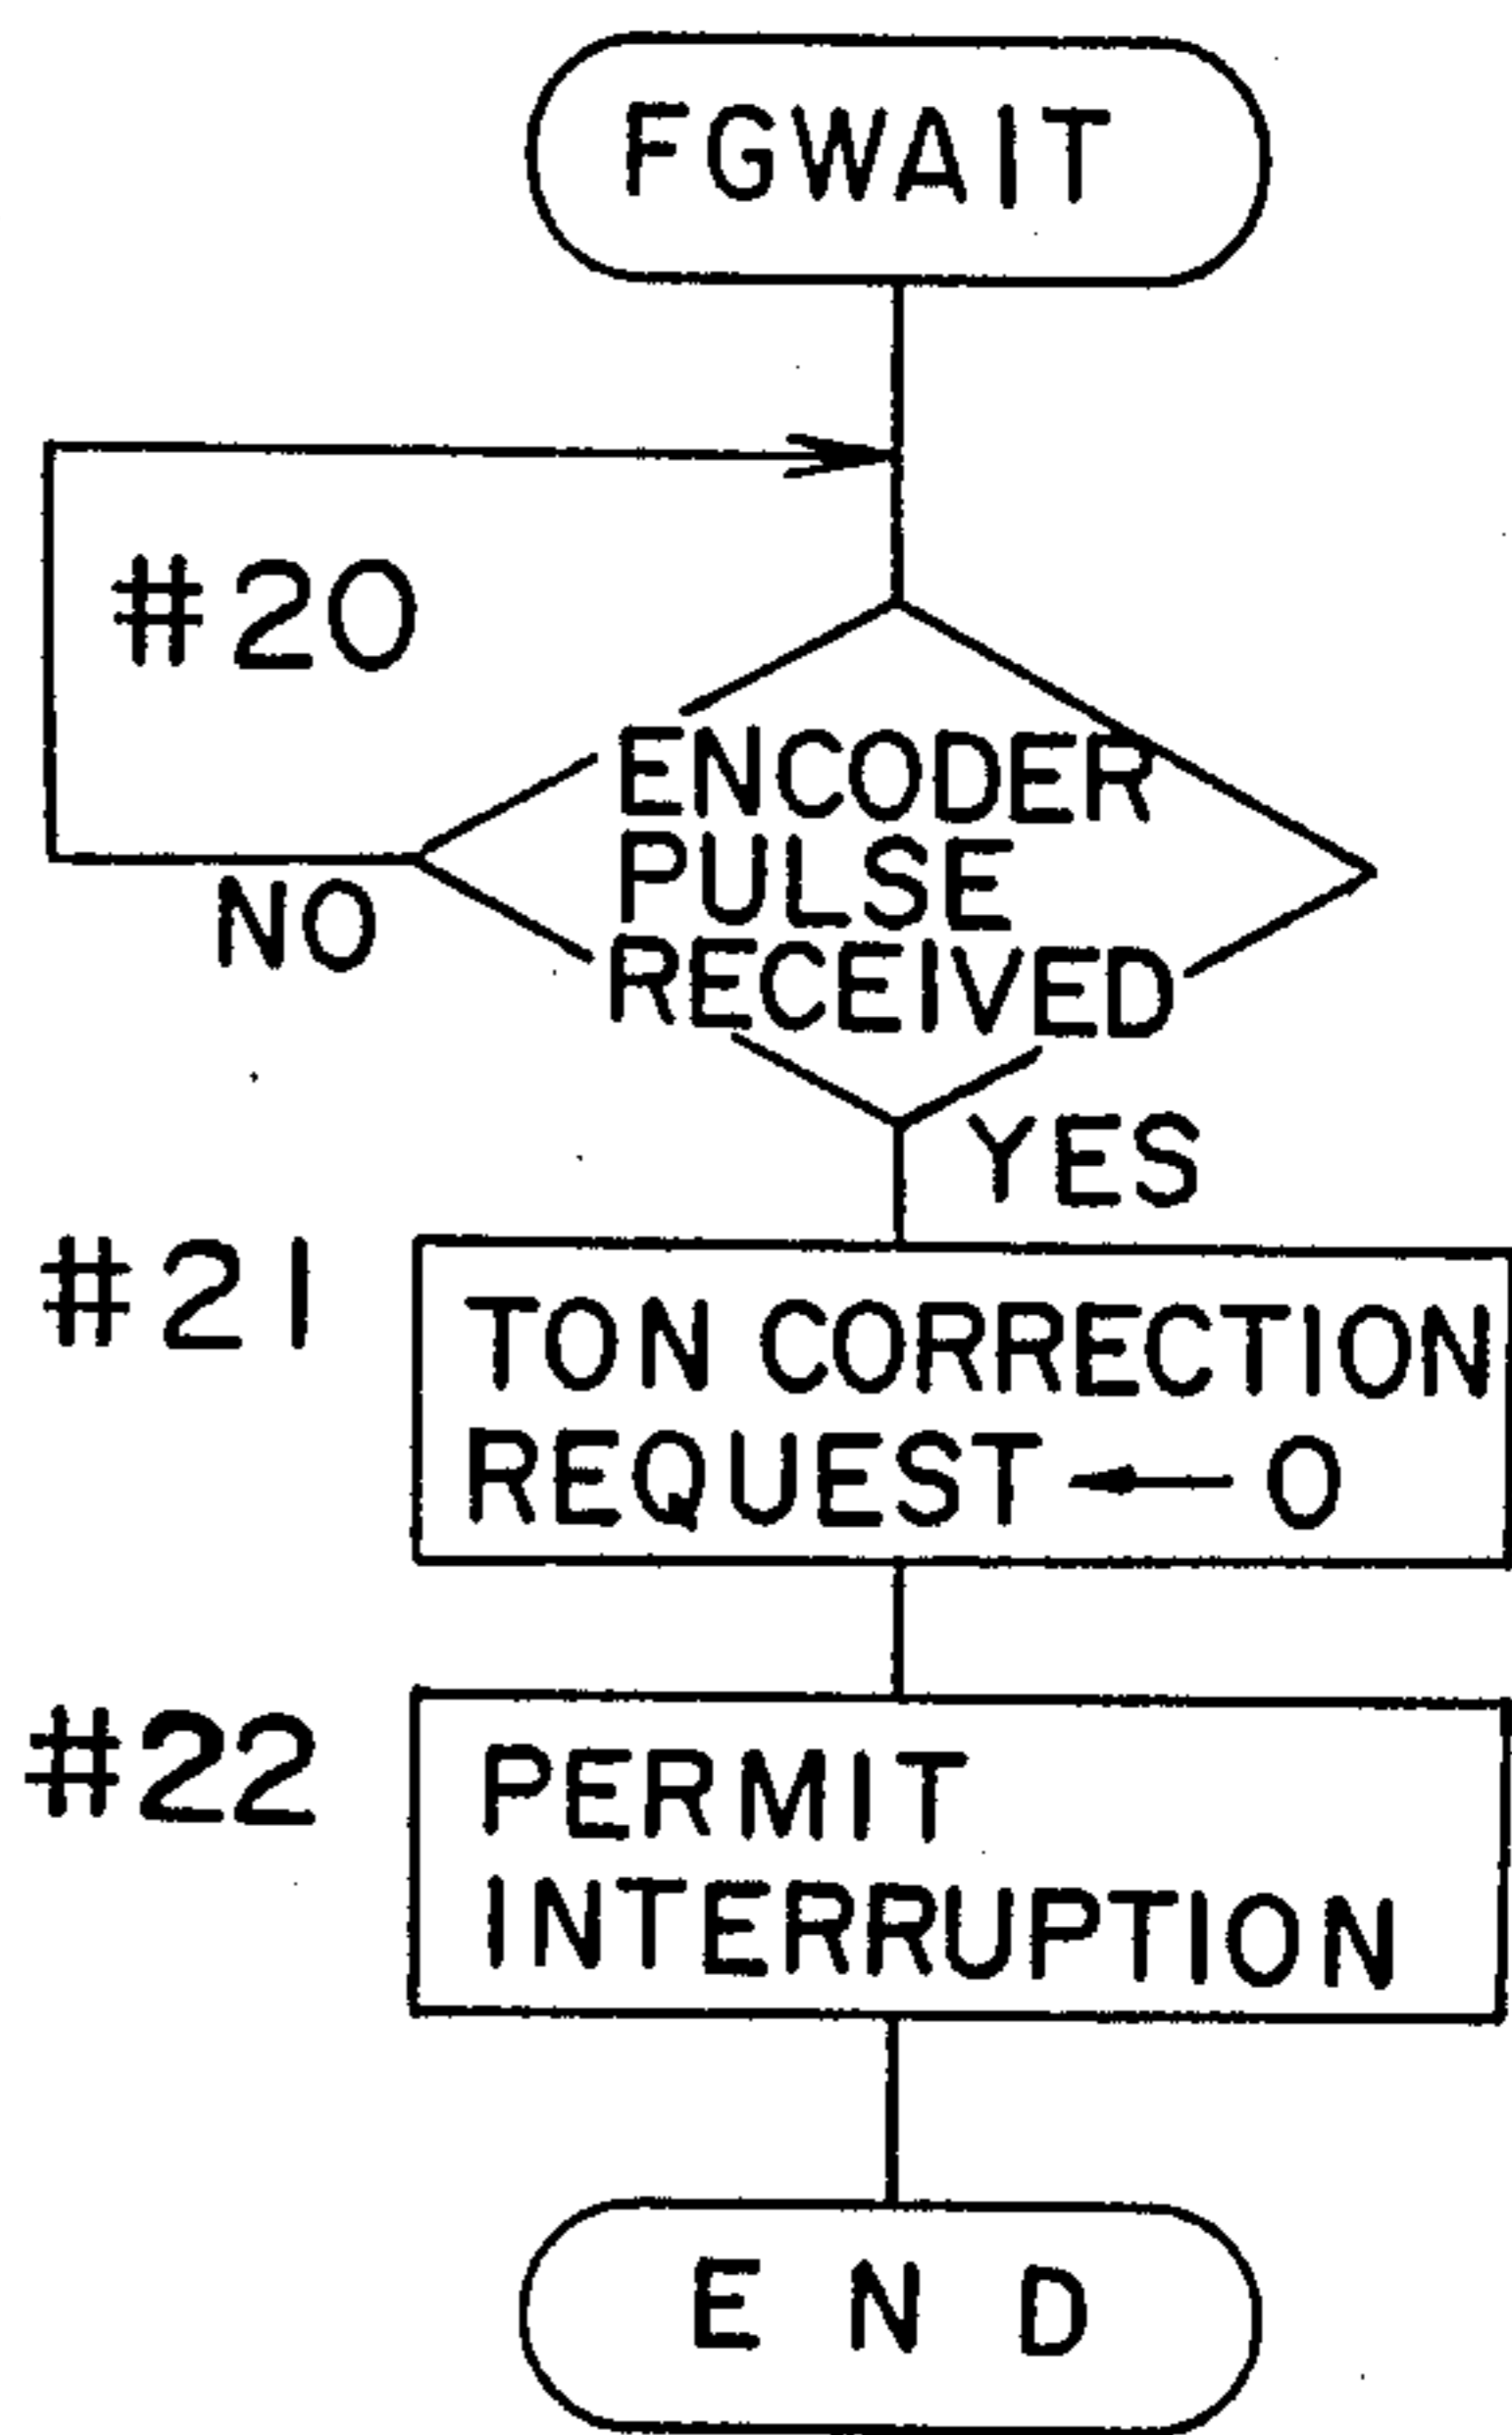 FGWAIT
#20
ENCODER
PULSE
RECEIVED
NO
YES
#21
TON CORRECTION
REQUEST ← 0
#22
PERMIT
INTERRUPTION
END